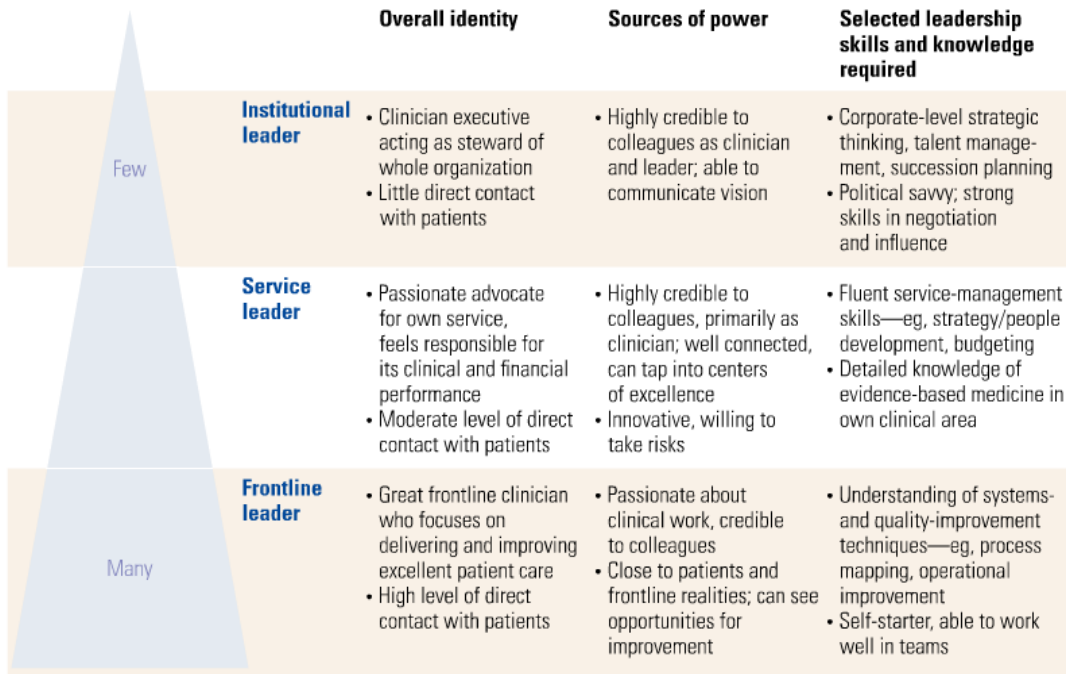 Overall identity
Sources of power
Selected leadership
skills and knowledge
required
Few
Institutional
leader
• Clinician executive
acting as steward of
whole organization
• Little direct contact
with patients
• Highly credible to
colleagues as clinician
and leader; able to
communicate vision
• Corporate-level strategic
thinking, talent manage-
ment, succession planning
• Political savvy; strong
skills in negotiation
and influence
Service
leader
• Passionate advocate
for own service,
feels responsible for
its clinical and financial
performance
• Moderate level of direct
contact with patients
• Highly credible to
colleagues, primarily as
clinician; well connected,
can tap into centers
of excellence
• Innovative, willing to
take risks
• Fluent service-management
skills—eg, strategy/people
development, budgeting
• Detailed knowledge of
evidence-based medicine in
own clinical area
Many
Frontline
leader
• Great frontline clinician
who focuses on
delivering and improving
excellent patient care
• High level of direct
contact with patients
• Passionate about
clinical work, credible
to colleagues
• Close to patients and
frontline realities; can see
opportunities for
improvement
• Understanding of systems-
and quality-improvement
techniques—eg, process
mapping, operational
improvement
• Self-starter, able to work
well in teams